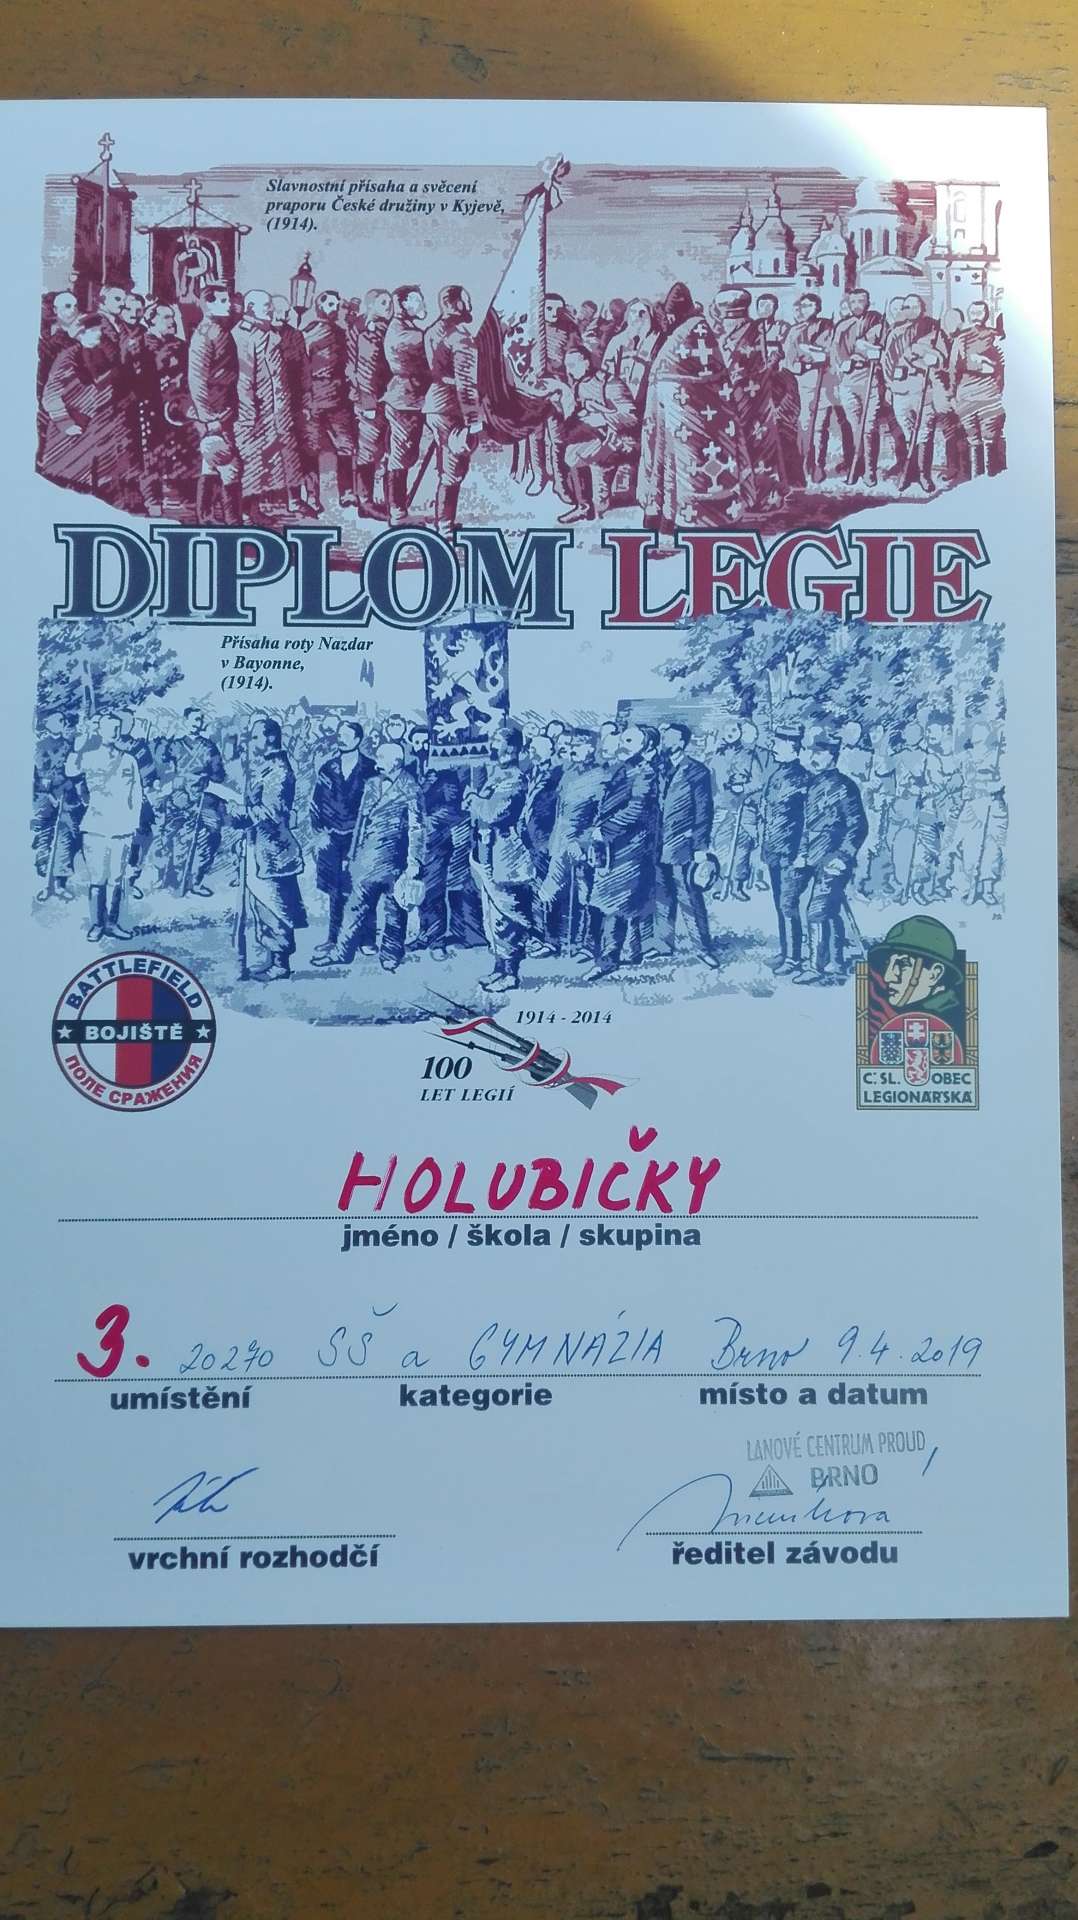 Slavnostní přísaha a svěcení
praporu České družiny v Kyjevě,
(1914).
DIPLOM LEGIE
Přísaha roty Nazdar
v Bayonne,
(1914).
BATTLEFIELD
BOJIŠTĚ
ПОЛЕ СРАЖЕНИЯ
1914 - 2014
100
LET LEGIÍ
Č.SL. OBEC
LEGIONÁŘSKÁ
HOLUBIČKY
jméno / škola / skupina
3. 20270 SŠ a GYMNÁZIA Brno 9.4.2019
umístění kategorie místo a datum
LANOVÉ CENTRUM PROUD,
BRNO
vrchní rozhodčí ředitel závodu